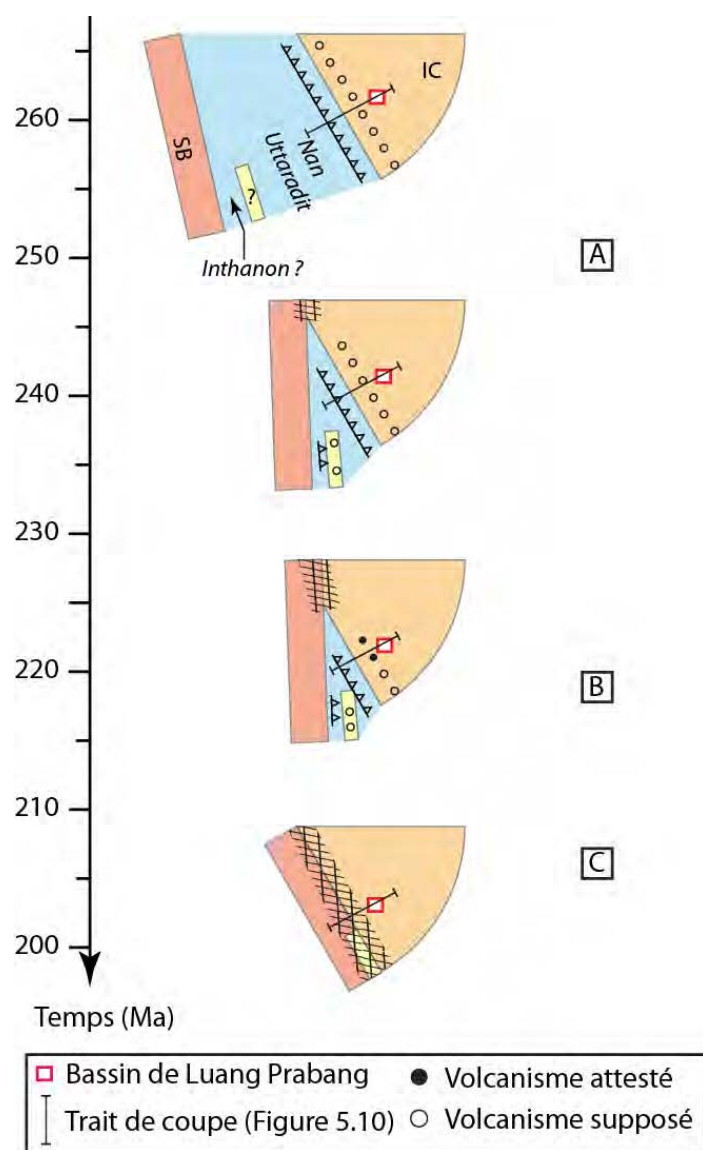 260
250
240
230
220
210
200
Temps (Ma)
SB
IC
Nan
Uttaradit
?
Inthanon ?
A
B
C
Bassin de Luang Prabang
Volcanisme attesté
Trait de coupe (Figure 5.10)
Volcanisme supposé